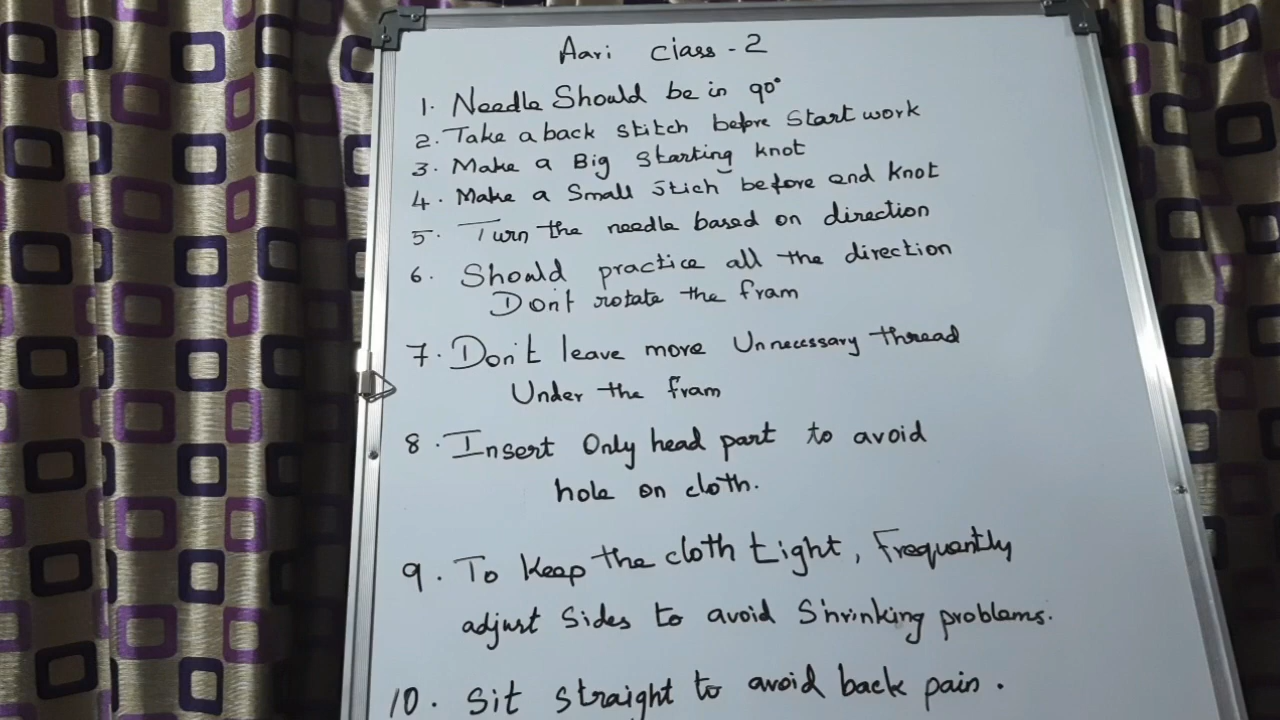 Aari class - 2
1. Needle Should be in 90°
2. Take a back stitch before Start work
3. Make a Big Starting knot
4. Make a Small Stich before end knot
5. Turn the needle based on direction
6. Should practice all the direction
Don't rotate the fram
7. Don't leave more Unnecessary thread
Under the fram
8. Insert Only head part to avoid
hole on cloth.
9. To Keep the cloth tight, Frequently
adjust Sides to avoid Shrinking problems.
10. Sit straight to avoid back pain.